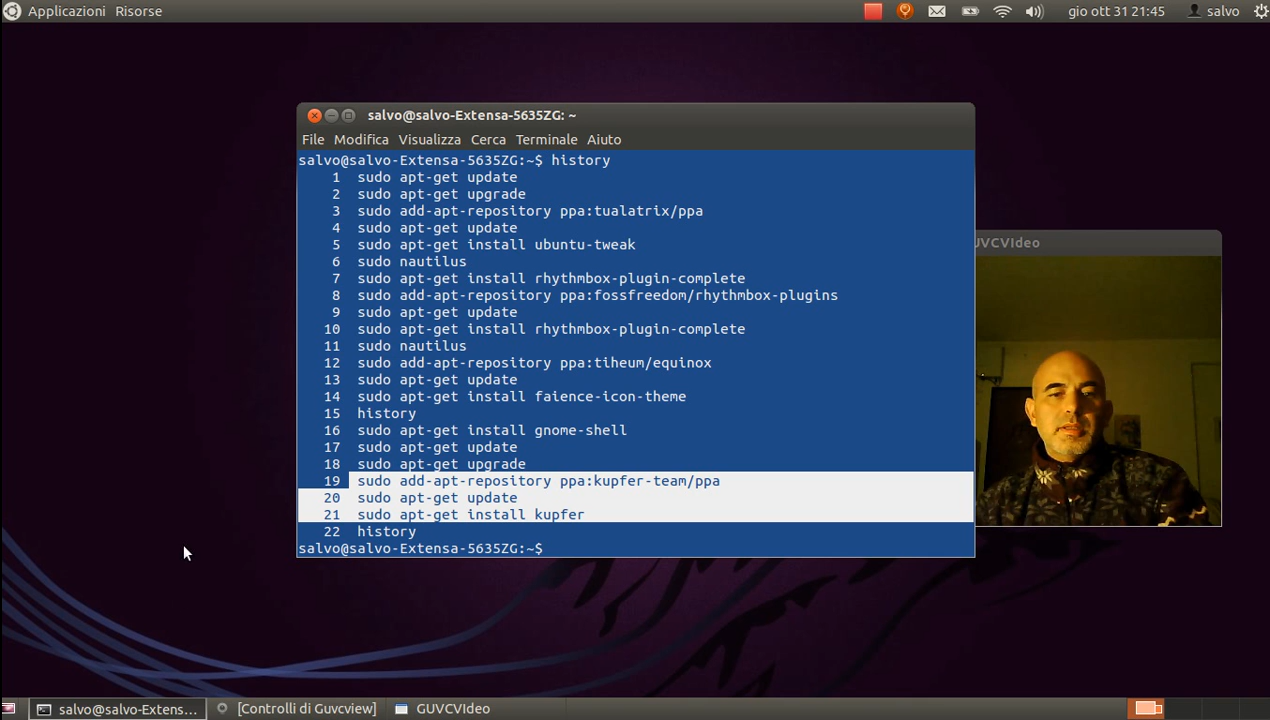 Applicazioni Risorse gio ott 31 21:45 salvo
salvo@salvo-Extensa-5635ZG: ~
File Modifica Visualizza Cerca Terminale Aiuto
salvo@salvo-Extensa-5635ZG:~$ history
1 sudo apt-get update
2 sudo apt-get upgrade
3 sudo add-apt-repository ppa:tualatrix/ppa
4 sudo apt-get update
5 sudo apt-get install ubuntu-tweak
6 sudo nautilus
7 sudo apt-get install rhythmbox-plugin-complete
8 sudo add-apt-repository ppa:fossfreedom/rhythmbox-plugins
9 sudo apt-get update
10 sudo apt-get install rhythmbox-plugin-complete
11 sudo nautilus
12 sudo add-apt-repository ppa:tiheum/equinox
13 sudo apt-get update
14 sudo apt-get install faience-icon-theme
15 history
16 sudo apt-get install gnome-shell
17 sudo apt-get update
18 sudo apt-get upgrade
19 sudo add-apt-repository ppa:kupfer-team/ppa
20 sudo apt-get update
21 sudo apt-get install kupfer
22 history
salvo@salvo-Extensa-5635ZG:~$
UVCVIdeo
salvo@salvo-Extens... [Controlli di Guvcview] GUVCVIdeo